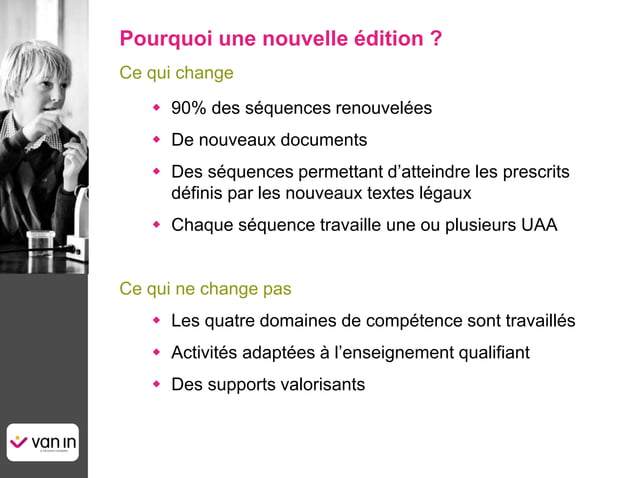 Pourquoi une nouvelle édition ?
Ce qui change
90% des séquences renouvelées
De nouveaux documents
Des séquences permettant d’atteindre les prescrits
définis par les nouveaux textes légaux
Chaque séquence travaille une ou plusieurs UAA
Ce qui ne change pas
Les quatre domaines de compétence sont travaillés
Activités adaptées à l’enseignement qualifiant
Des supports valorisants
van in